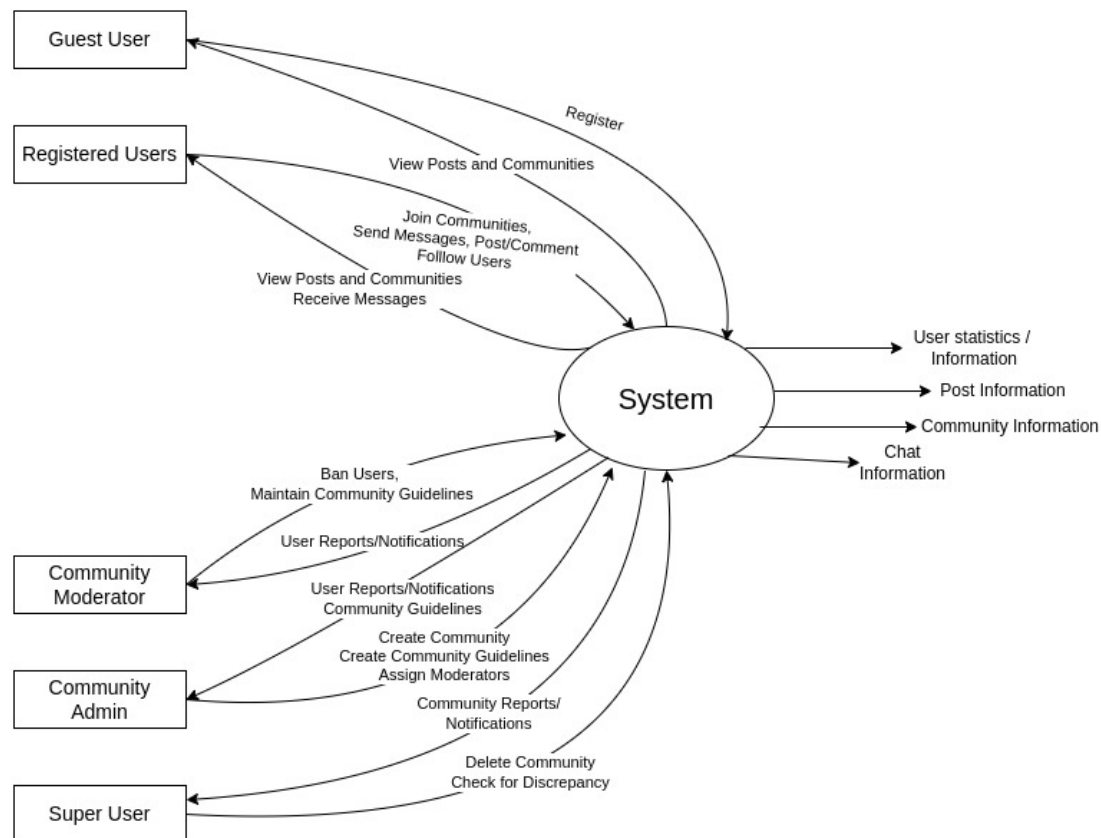 Guest User
Register
Registered Users
View Posts and Communities
Join Communities,
Send Messages, Post/Comment
Folllow Users
View Posts and Communities
Receive Messages
System
User statistics /
Information
Post Information
Community Information
Chat
Information
Ban Users,
Maintain Community Guidelines
User Reports/Notifications
Community
Moderator
User Reports/Notifications
Community Guidelines
Create Community
Create Community Guidelines
Assign Moderators
Community
Admin
Community Reports/
Notifications
Delete Community
Check for Discrepancy
Super User